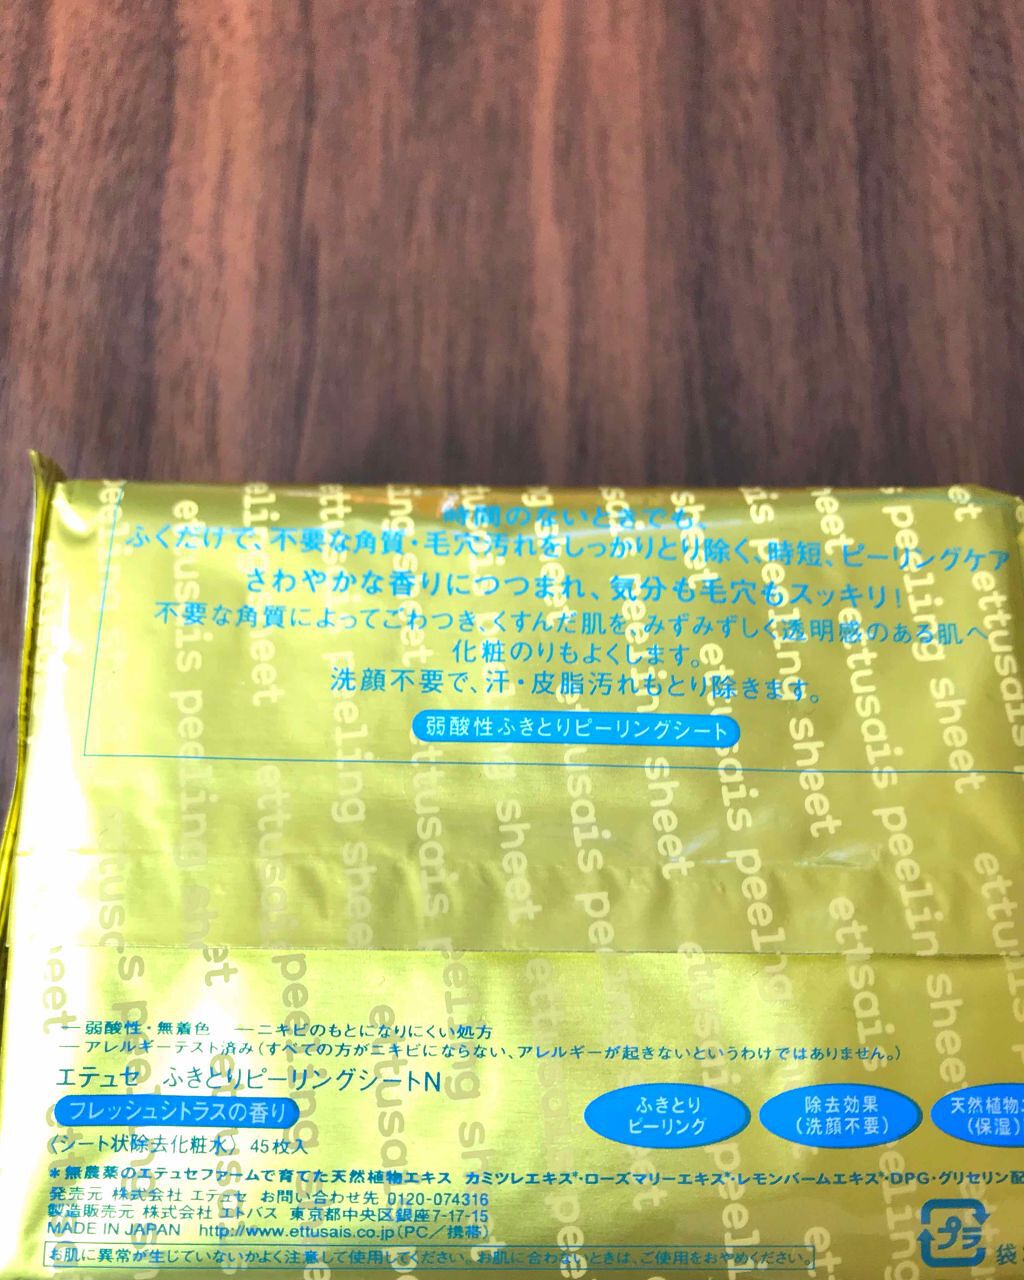 時間のないときでも、
ふくだけで、不要な角質・毛穴汚れをしっかりとり除く、時短、ピーリングケア
さわやかな香りにつつまれ、気分も毛穴もスッキリ!
不要な角質によってごわつき、くすんだ肌を、みずみずしく透明感のある肌へ
化粧のりもよくします。
洗顔不要で、汗・皮脂汚れもとり除きます。
弱酸性ふきとりピーリングシート
ettusais peeling sheet
弱酸性・無着色 ーニキビのもとになりにくい処方
ーアレルギーテスト済み(すべての方がニキビにならない、アレルギーが起きないというわけではありません。)
エテュセ ふきとりピーリングシートN
フレッシュシトラスの香り
〈シート状除去化粧水〉 45枚入
ふきとり
ピーリング
除去効果
(洗顔不要)
天然植物
(保湿)
*無農薬のエテュセファームで育てた天然植物エキス カミツレエキス*・ローズマリーエキス*・レモンバームエキス*・DPG・グリセリン配
発売元 株式会社 エテュセ お問い合わせ先 0120-074316
製造販売元 株式会社 エトバス 東京都中央区銀座7-17-15
MADE IN JAPAN http://www.ettusais.co.jp(PC/携帯)
お肌に異常が生じていないかよく注意して使用してください。お肌に合わないときは、ご使用をおやめください。
プラ
袋